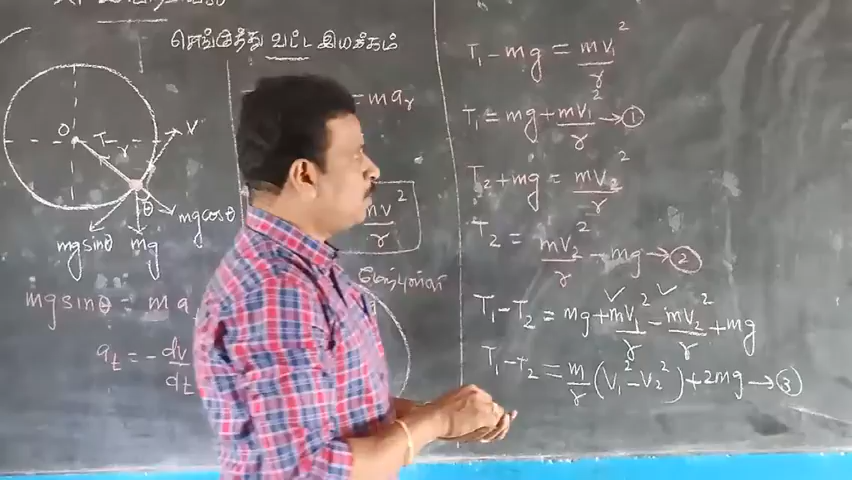 செங்குத்து வட்ட இயக்கம்
O
T
r
V
θ
mg sinθ
mg
mg cosθ
mg sinθ = ma
a_t = - dv/dt
= ma_r
mv²/r
T₁ - mg = mv₁²/r
T₁ = mg + mv₁²/r → ①
T₂ + mg = mv₂²/r
T₂ = mv₂²/r - mg → ②
T₁ - T₂ = mg + mv₁²/r - mv₂²/r + mg
T₁ - T₂ = m/r (v₁² - v₂²) + 2mg → ③